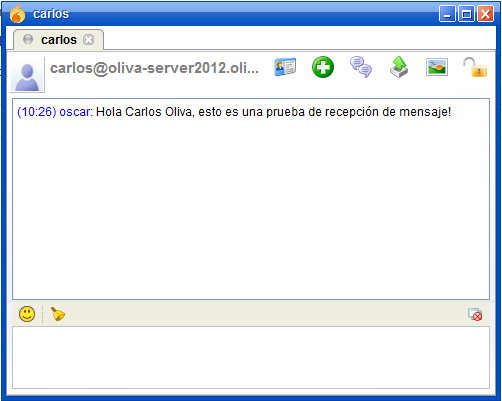 carlos
carlos
carlos@oliva-server2012.oli...
(10:26) oscar: Hola Carlos Oliva, esto es una prueba de recepción de mensaje!